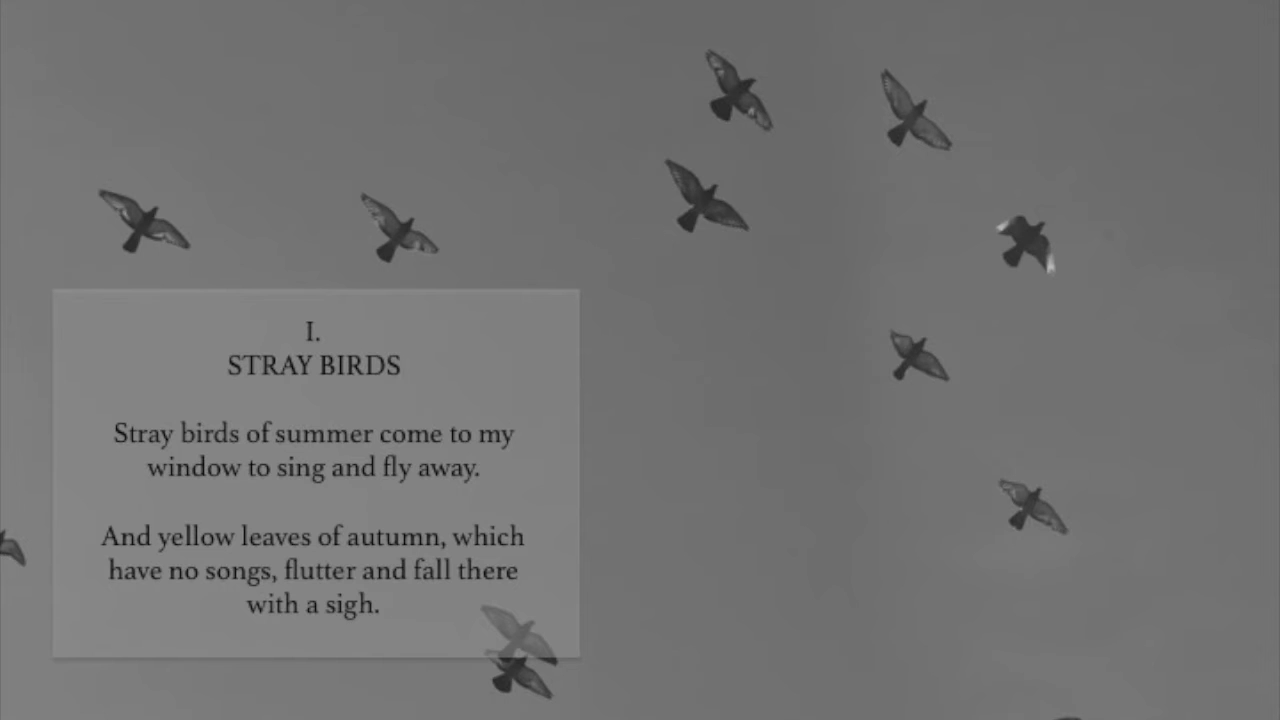 I.
STRAY BIRDS
Stray birds of summer come to my
window to sing and fly away.
And yellow leaves of autumn, which
have no songs, flutter and fall there
with a sigh.